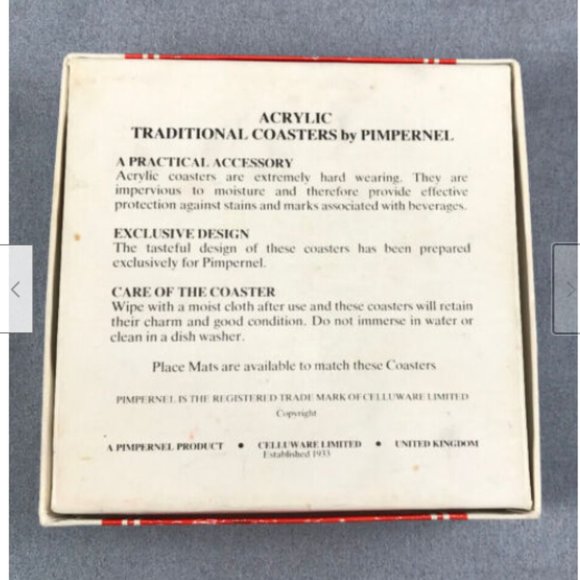 ACRYLIC
TRADITIONAL COASTERS by PIMPERNEL
A PRACTICAL ACCESSORY
Acrylic coasters are extremely hard wearing. They are
impervious to moisture and therefore provide effective
protection against stains and marks associated with beverages.
EXCLUSIVE DESIGN
The tasteful design of these coasters has been prepared
exclusively for Pimpernel.
CARE OF THE COASTER
Wipe with a moist cloth after use and these coasters will retain
their charm and good condition. Do not immerse in water or
clean in a dish washer.
Place Mats are available to match these Coasters
PIMPERNEL IS THE REGISTERED TRADE MARK OF CELLUWARE LIMITED
Copyright
A PIMPERNEL PRODUCT • CELLUWARE LIMITED • UNITED KINGDOM
Established 1933